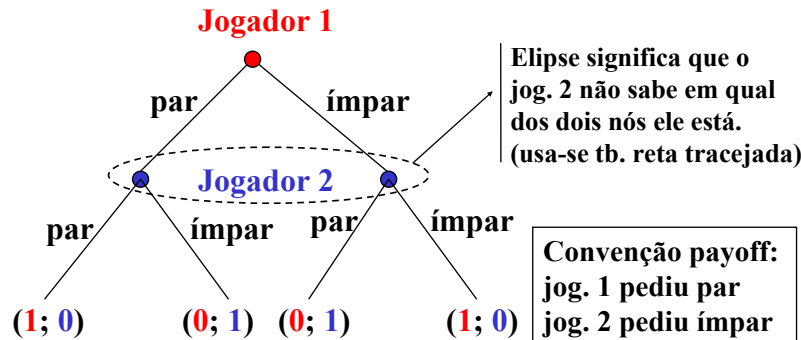 Jogador 1
Elipse significa que o
jog. 2 não sabe em qual
dos dois nós ele está.
(usa-se tb. reta tracejada)
par ímpar
Jogador 2
par ímpar par ímpar
Convenção payoff:
jog. 1 pediu par
jog. 2 pediu ímpar
(1; 0) (0; 1) (0; 1) (1; 0)